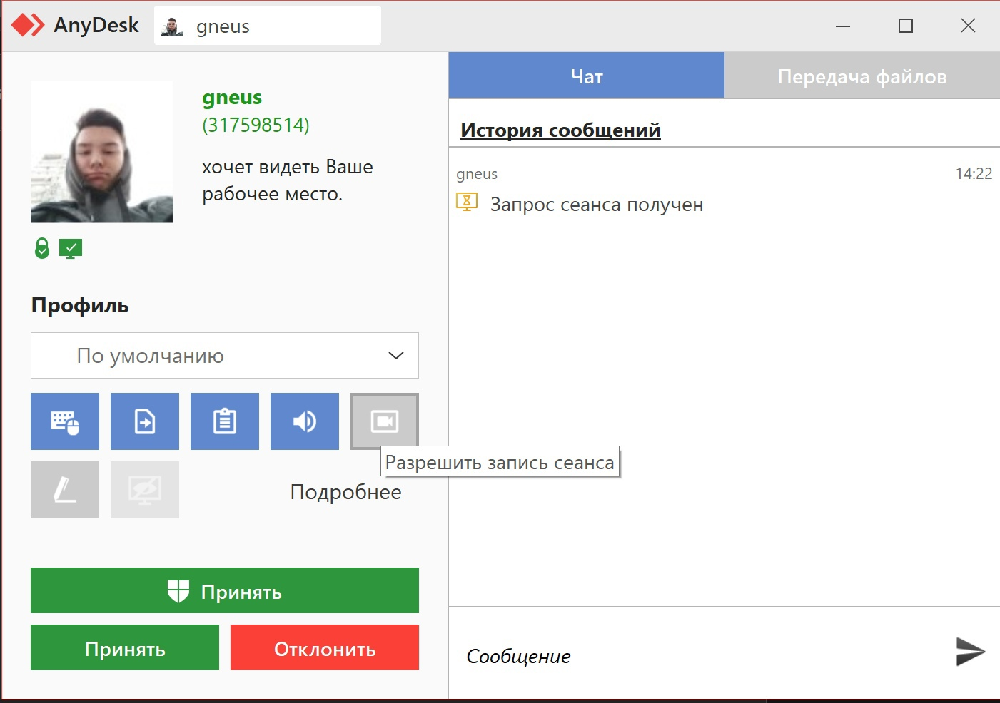 AnyDesk
gneus
gneus
(317598514)
хочет видеть Ваше
рабочее место.
Профиль
По умолчанию
Разрешить запись сеанса
Подробнее
Принять
Принять
Отклонить
Чат
Передача файлов
История сообщений
gneus
14:22
Запрос сеанса получен
Сообщение